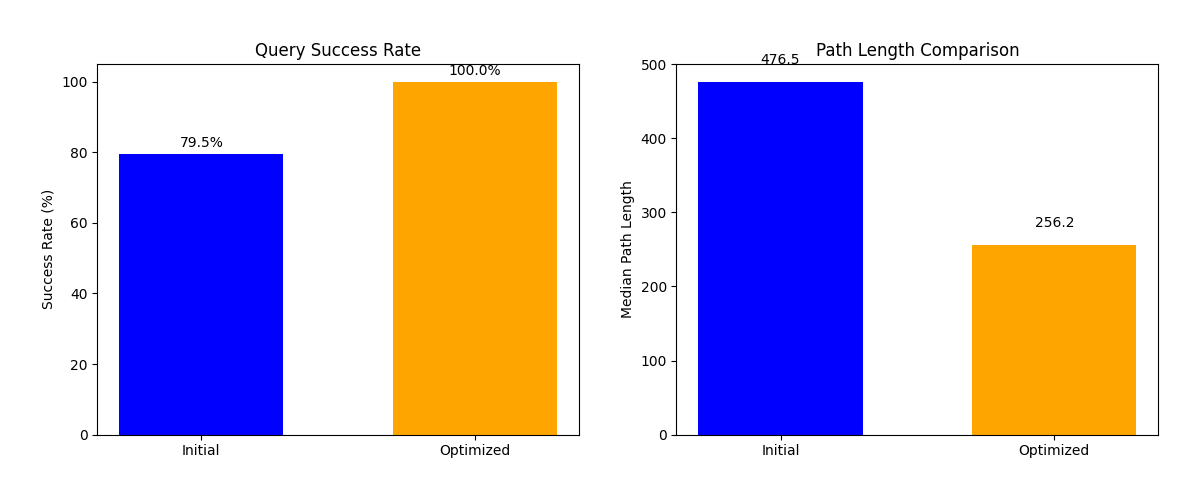 Query Success Rate
100.0%
79.5%
100
80
60
40
20
0
Success Rate (%)
Initial
Optimized
Path Length Comparison
476.5
256.2
500
400
300
200
100
0
Median Path Length
Initial
Optimized